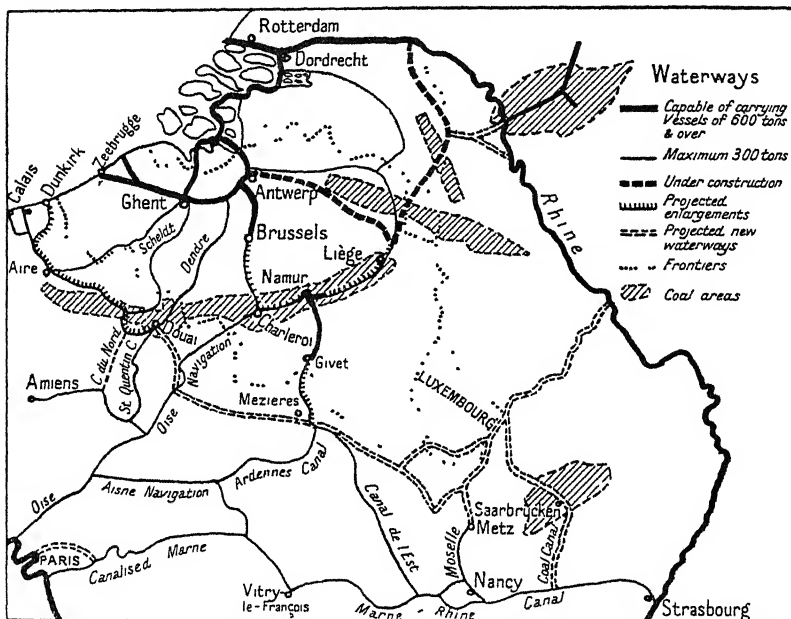 Rotterdam
Dordrecht
Waterways
Capable of carrying
Vessels of 600 tons
& over
Maximum 300 tons
Under construction
Projected
enlargements
Projected new
waterways
Frontiers
Coal areas
Zeebrugge
Dunkirk
Calais
Ghent
Antwerp
Rhine
Scheldt
Dendre
Brussels
Liège
Aire
Namur
Douai
Charleroi
C du Nord
St. Quentin C
Navigation
Givet
Amiens
Oise
Mezieres
LUXEMBOURG
Oise
Aisne Navigation
Ardennes Canal
Canal de l'Est
Saarbrücken
Metz
Moselle
Coal Canal
PARIS
Canalised Marne
Vitry
le-François
Nancy
Marne - Rhine Canal
Strasbourg